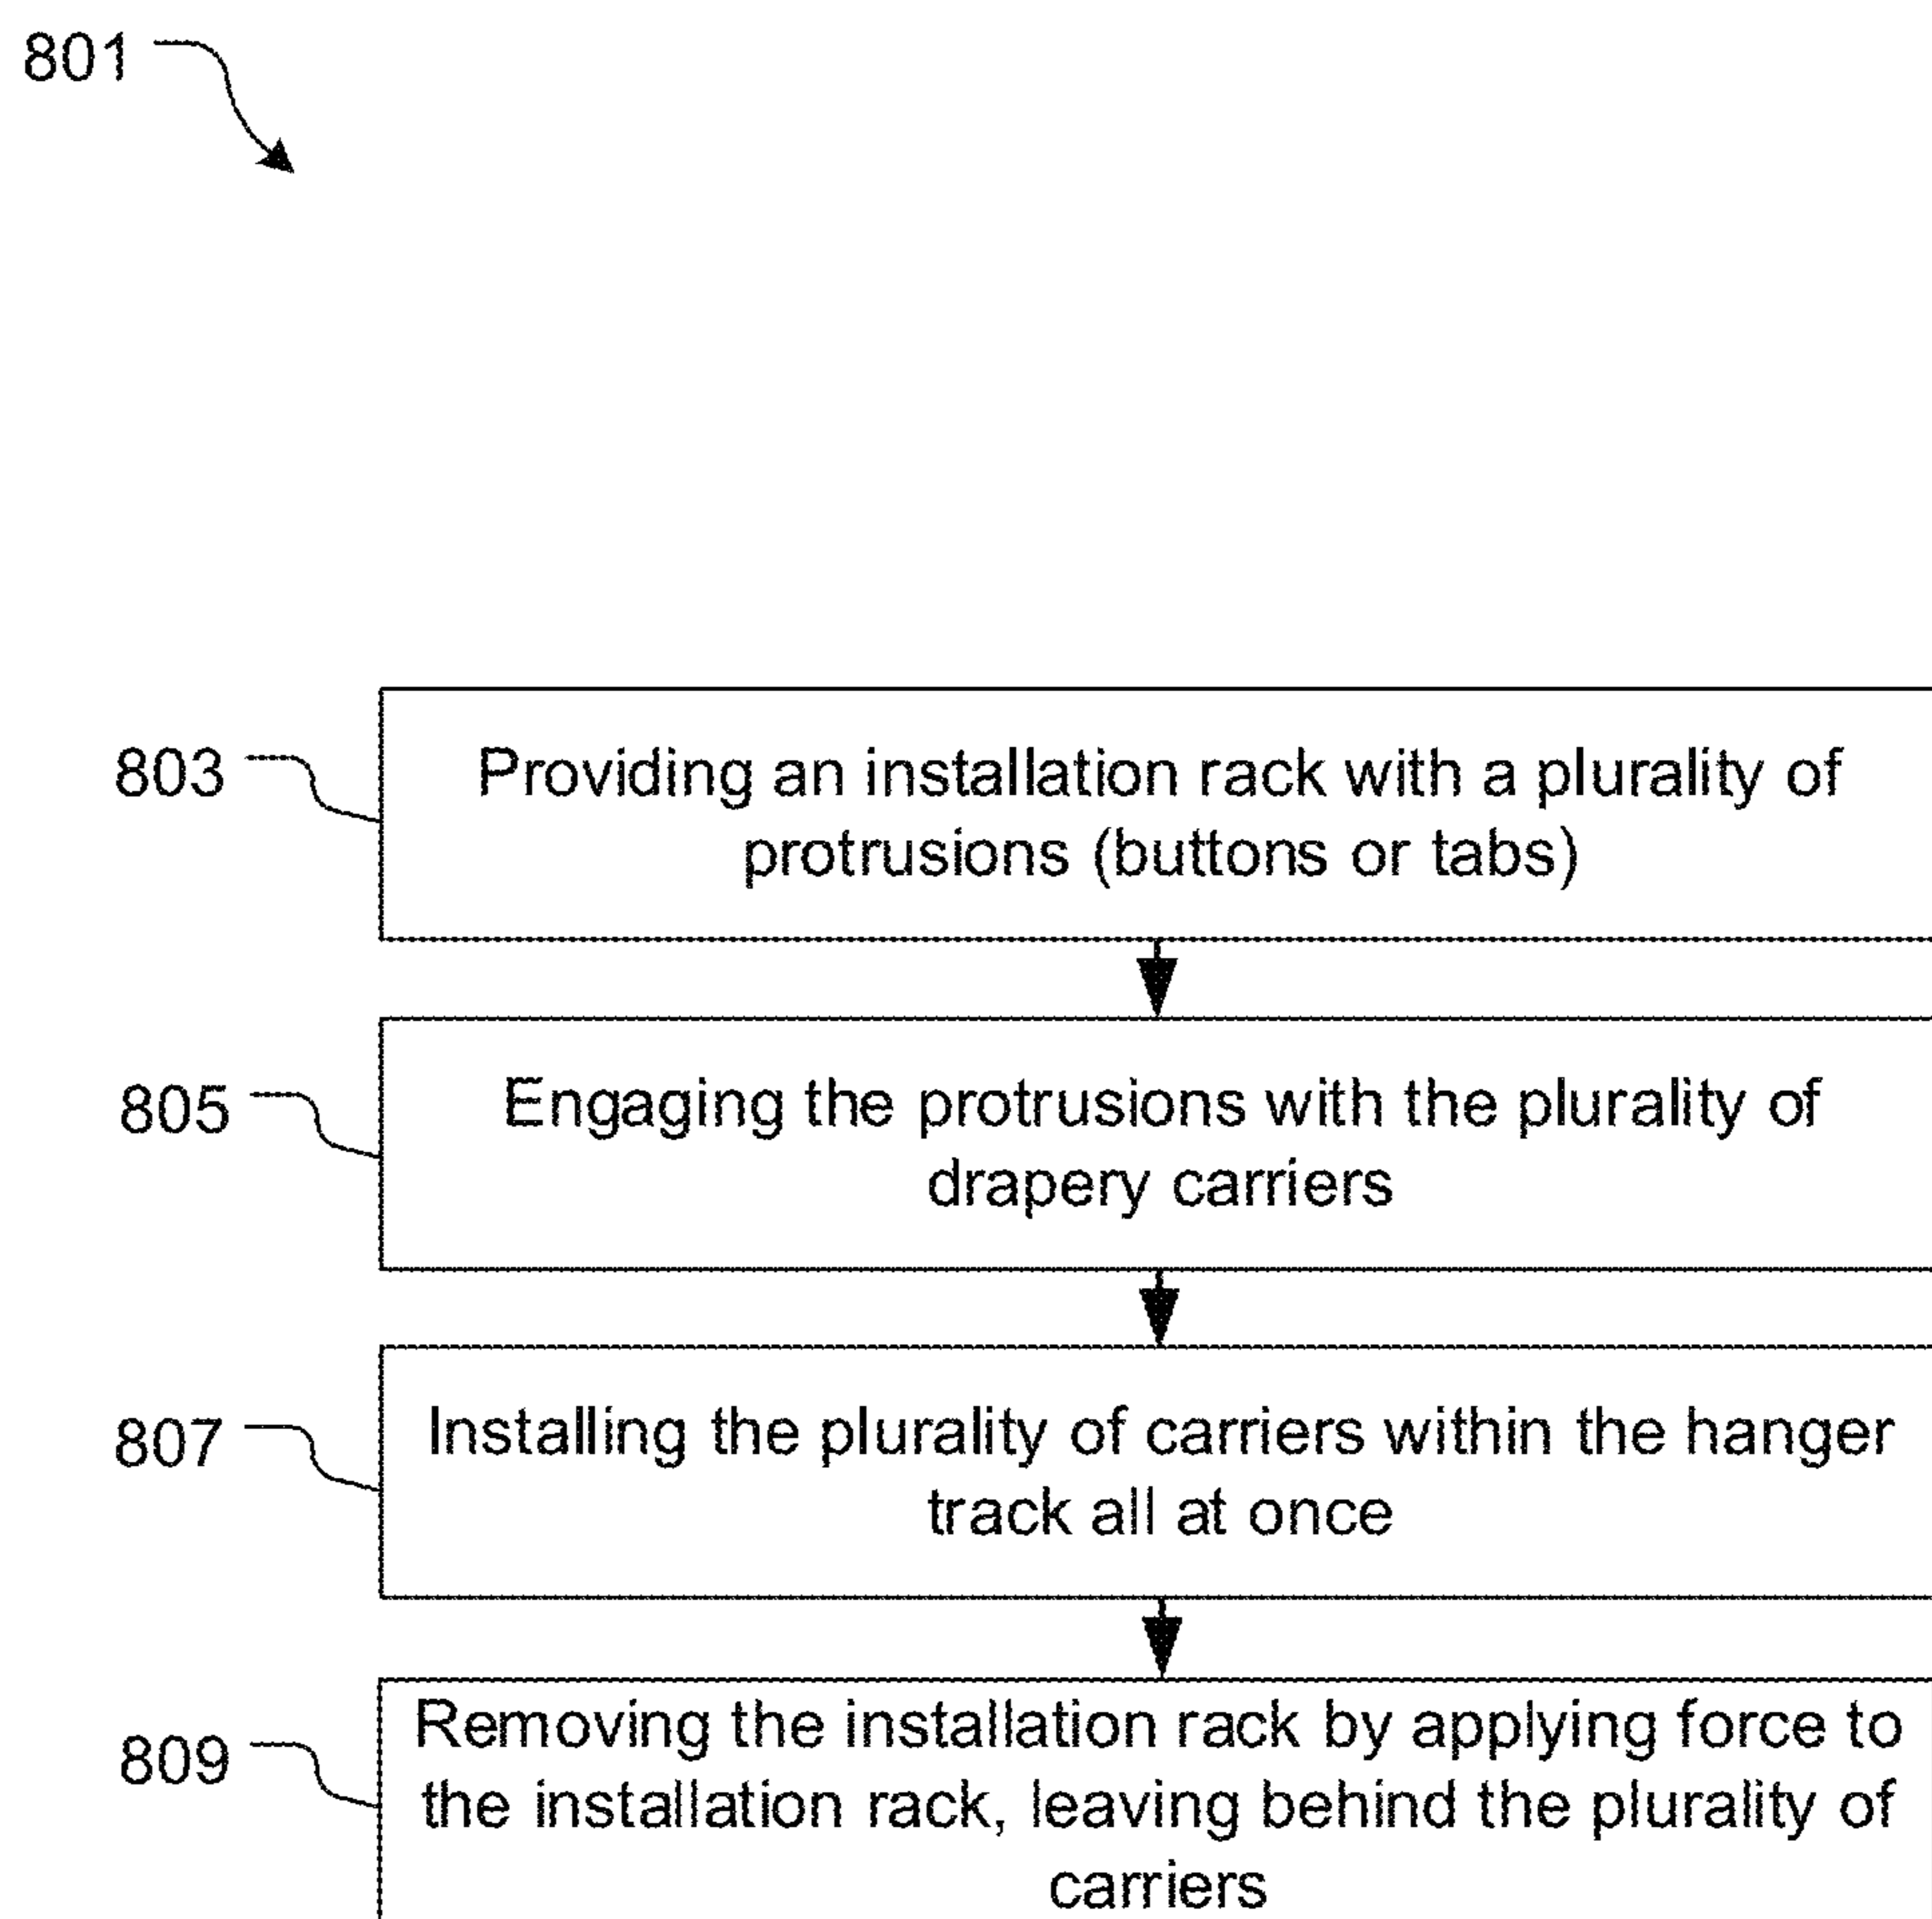 801
803
Providing an installation rack with a plurality of
protrusions (buttons or tabs)
805
Engaging the protrusions with the plurality of
drapery carriers
807
Installing the plurality of carriers within the hanger
track all at once
809
Removing the installation rack by applying force to
the installation rack, leaving behind the plurality of
carriers